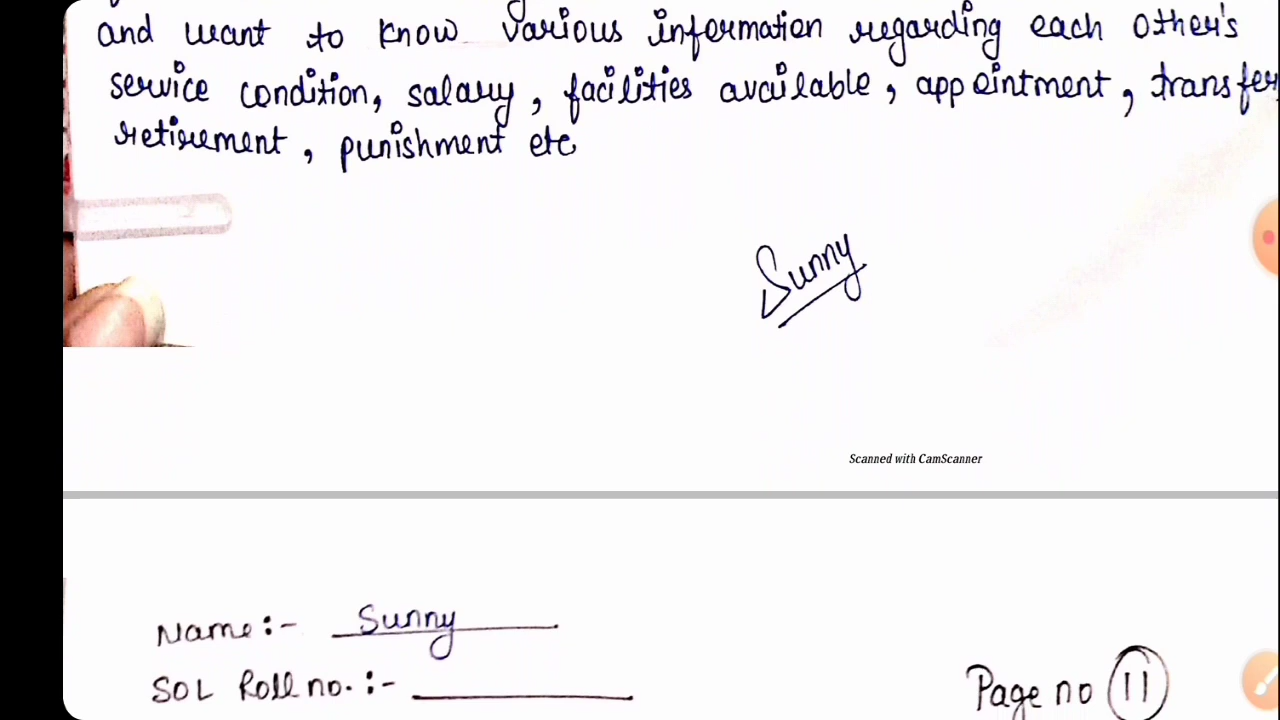 and want to know various information regarding each other's
service condition, salary, facilities available, appointment, transfer
retirement, punishment etc
Sunny
Scanned with CamScanner
Name:- Sunny
SOL Roll no.:-
Page no 11